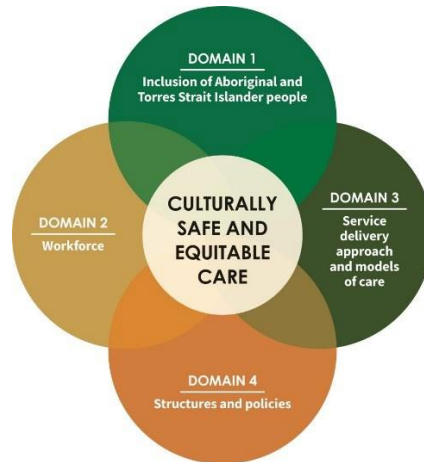 DOMAIN 1
Inclusion of Aboriginal and
Torres Strait Islander people
DOMAIN 2
Workforce
CULTURALLY
SAFE AND
EQUITABLE
CARE
DOMAIN 3
Service
delivery
approach
and models
of care
DOMAIN 4
Structures and policies